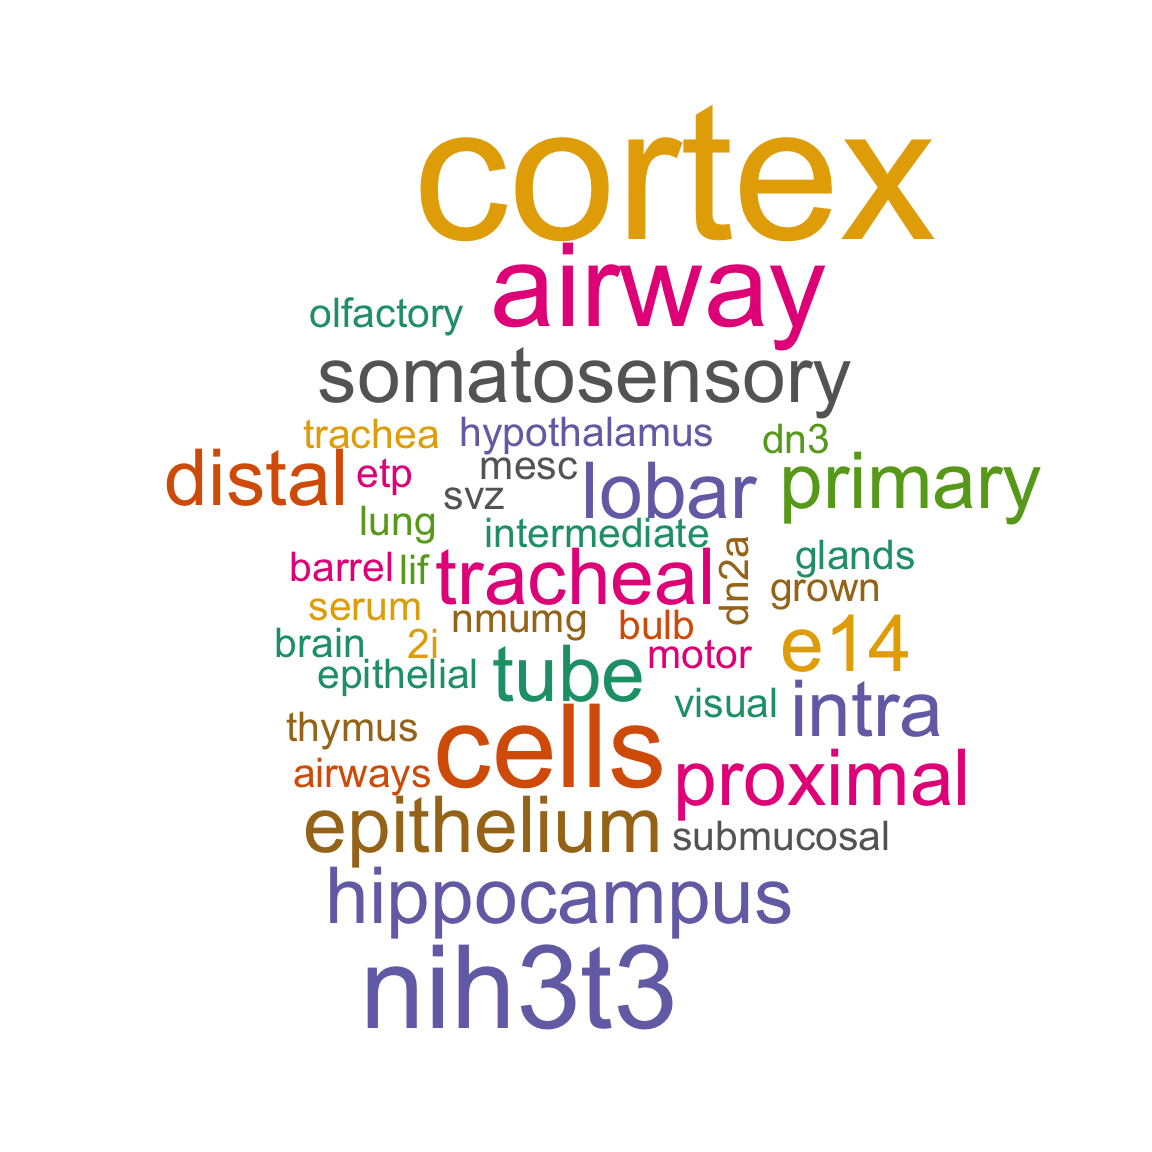 cortex
airway
olfactory
somatosensory
trachea
hypothalamus
dn3
distal
etp
mesc
lobar
primary
svz
lung
intermediate
barrel
lif
tracheal
dn2a
glands
grown
serum
nmumg
bulb
e14
brain
2i
motor
epithelial
tube
visual
intra
thymus
cells
airways
proximal
epithelium
submucosal
hippocampus
nih3t3